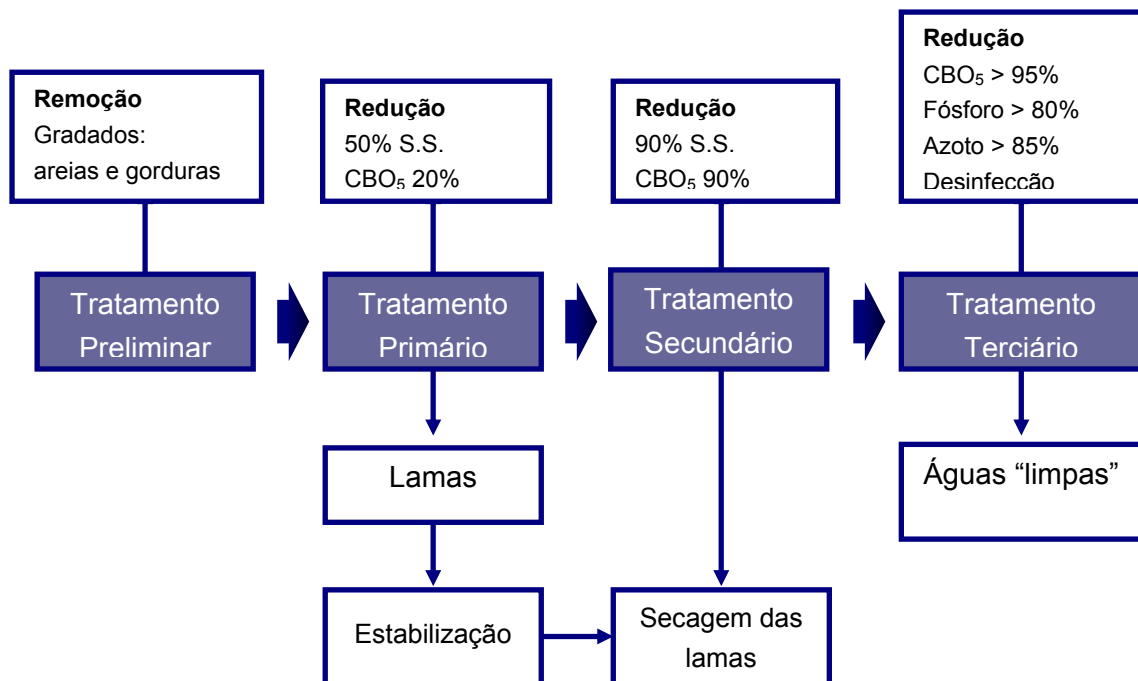 Remoção
Gradados:
areias e gorduras
Redução
50% S.S.
CBO₅ 20%
Redução
90% S.S.
CBO₅ 90%
Redução
CBO₅ > 95%
Fósforo > 80%
Azoto > 85%
Desinfecção
Tratamento
Preliminar
Tratamento
Primário
Tratamento
Secundário
Tratamento
Terciário
Lamas
Águas “limpas”
Estabilização
Secagem das
lamas